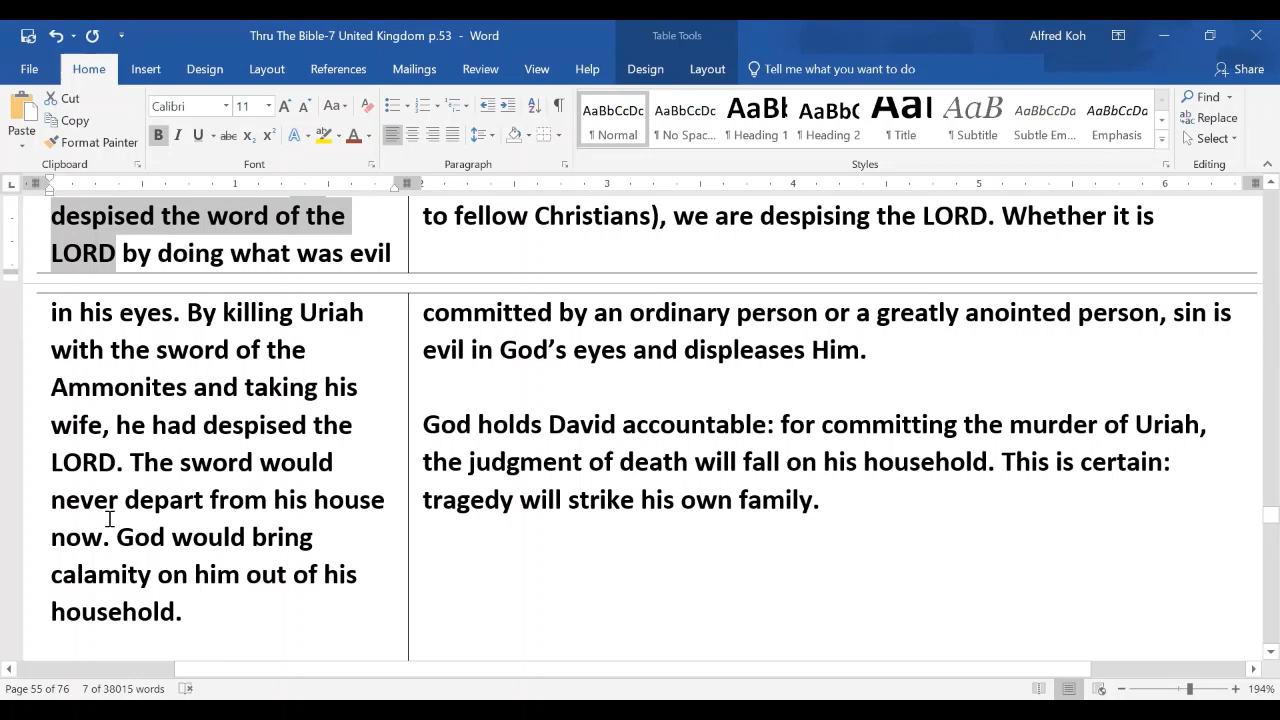 Thru The Bible-7 United Kingdom p.53 - Word
Table Tools
Alfred Koh
File
Home
Insert
Design
Layout
References
Mailings
Review
View
Help
Design
Layout
Tell me what you want to do
Share
Paste
Cut
Copy
Format Painter
Clipboard
Calibri
11
Font
Paragraph
AaBbCcDc
¶ Normal
AaBbCcDc
¶ No Spac...
AaBb
Heading 1
AaBbC
Heading 2
AaI
¶ Title
AaB
¶ Subtitle
AaBbCcDc
Subtle Em...
AaBbCcDc
Emphasis
Styles
Find
Replace
Select
Editing
1
2
3
4
5
6
despised the word of the
LORD by doing what was evil
in his eyes. By killing Uriah
with the sword of the
Ammonites and taking his
wife, he had despised the
LORD. The sword would
never depart from his house
now. God would bring
calamity on him out of his
household.
to fellow Christians), we are despising the LORD. Whether it is
committed by an ordinary person or a greatly anointed person, sin is
evil in God's eyes and displeases Him.
God holds David accountable: for committing the murder of Uriah,
the judgment of death will fall on his household. This is certain:
tragedy will strike his own family.
Page 55 of 76
7 of 38015 words
194%